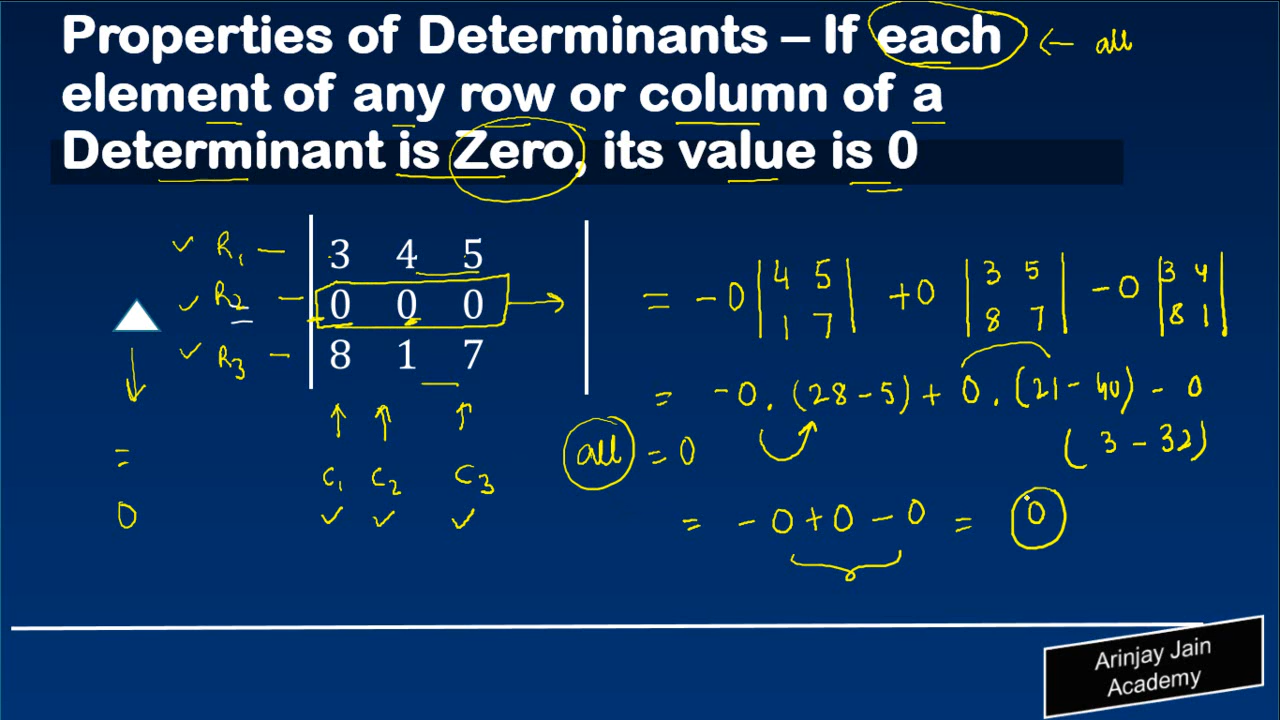 Properties of Determinants – If each ← all
element of any row or column of a
Determinant is Zero, its value is 0
✓ R₁ — | 3 4 5 |
✓ R₂ — | 0 0 0 | →
✓ R₃ — | 8 1 7 |
↑ ↑ ↑
C₁ C₂ C₃
✓ ✓ ✓
△
↓
=
0
= -0 |4 5| +0 |3 5| -0 |3 4|
|1 7| |8 7| |8 1|
= -0. (28-5) + 0. (21-40) - 0
(3-32)
all = 0
= -0+0-0 = 0
Arinjay Jain
Academy